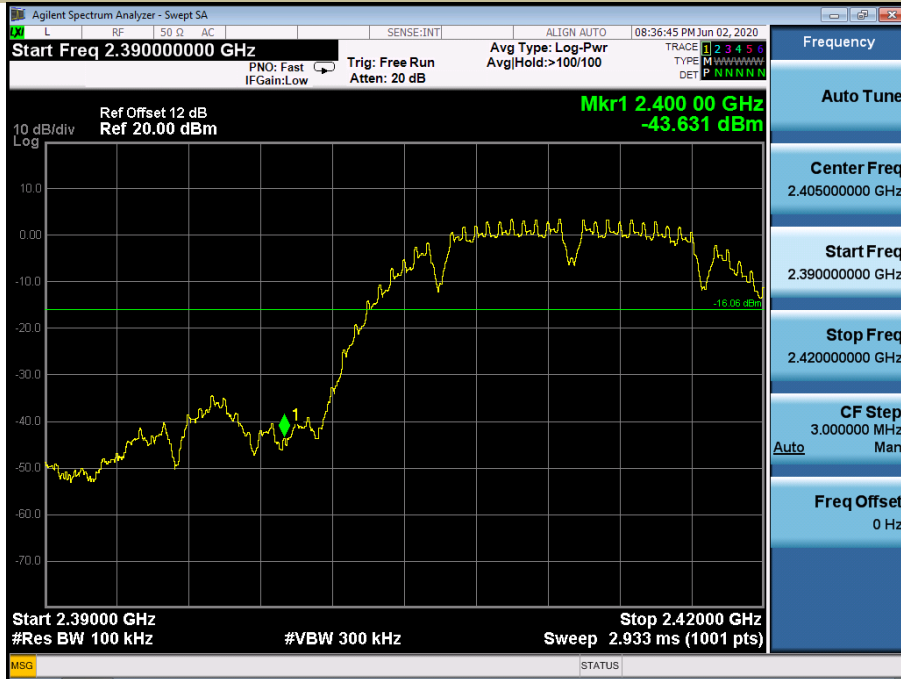 Agilent Spectrum Analyzer - Swept SA
LXI L RF 50 Ω AC SENSE:INT ALIGN AUTO 08:36:45 PM Jun 02, 2020
Start Freq 2.390000000 GHz
PNO: Fast
IFGain:Low
Trig: Free Run
Atten: 20 dB
Avg Type: Log-Pwr
Avg|Hold:>100/100
TRACE 1 2 3 4 5 6
TYPE M W W W W W
DET P N N N N N
Mkr1 2.400 00 GHz
-43.631 dBm
Ref Offset 12 dB
10 dB/div Ref 20.00 dBm
Log
10.0
0.00
-10.0
-16.06 dBm
-20.0
-30.0
-40.0
1
-50.0
-60.0
-70.0
Start 2.39000 GHz Stop 2.42000 GHz
#Res BW 100 kHz #VBW 300 kHz Sweep 2.933 ms (1001 pts)
MSG STATUS
Frequency
Auto Tune
Center Freq
2.405000000 GHz
Start Freq
2.390000000 GHz
Stop Freq
2.420000000 GHz
CF Step
3.000000 MHz
Auto Man
Freq Offset
0 Hz